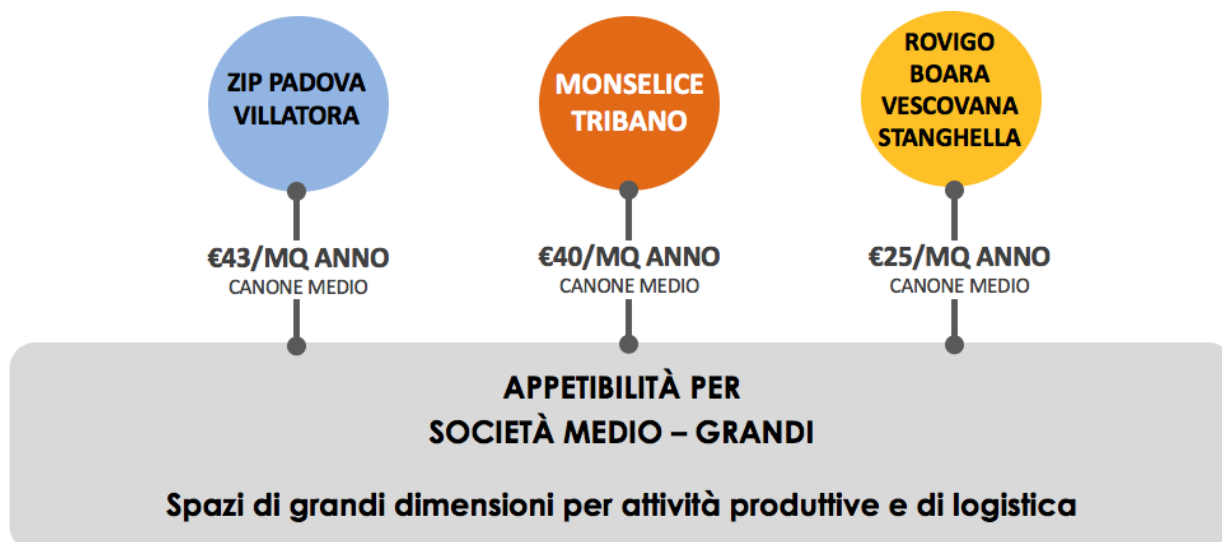 ZIP PADOVA
VILLATORA
MONSELICE
TRIBANO
ROVIGO
BOARA
VESCOVANA
STANGHELLA
€43/MQ ANNO
CANONE MEDIO
€40/MQ ANNO
CANONE MEDIO
€25/MQ ANNO
CANONE MEDIO
APPETIBILITÀ PER
SOCIETÀ MEDIO – GRANDI
Spazi di grandi dimensioni per attività produttive e di logistica